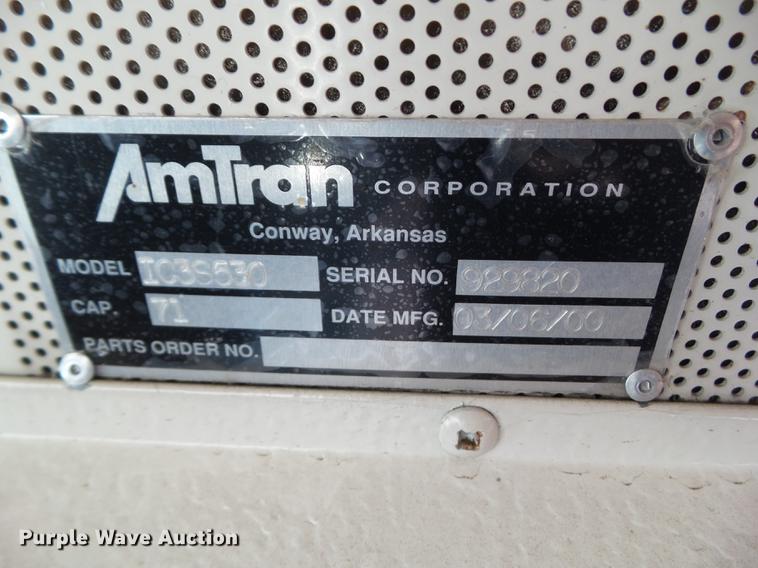 AmTran CORPORATION
Conway, Arkansas
MODEL IC3S530 SERIAL NO. 929820
CAP. 71 DATE MFG. 03/06/00
PARTS ORDER NO.
Purple Wave Auction